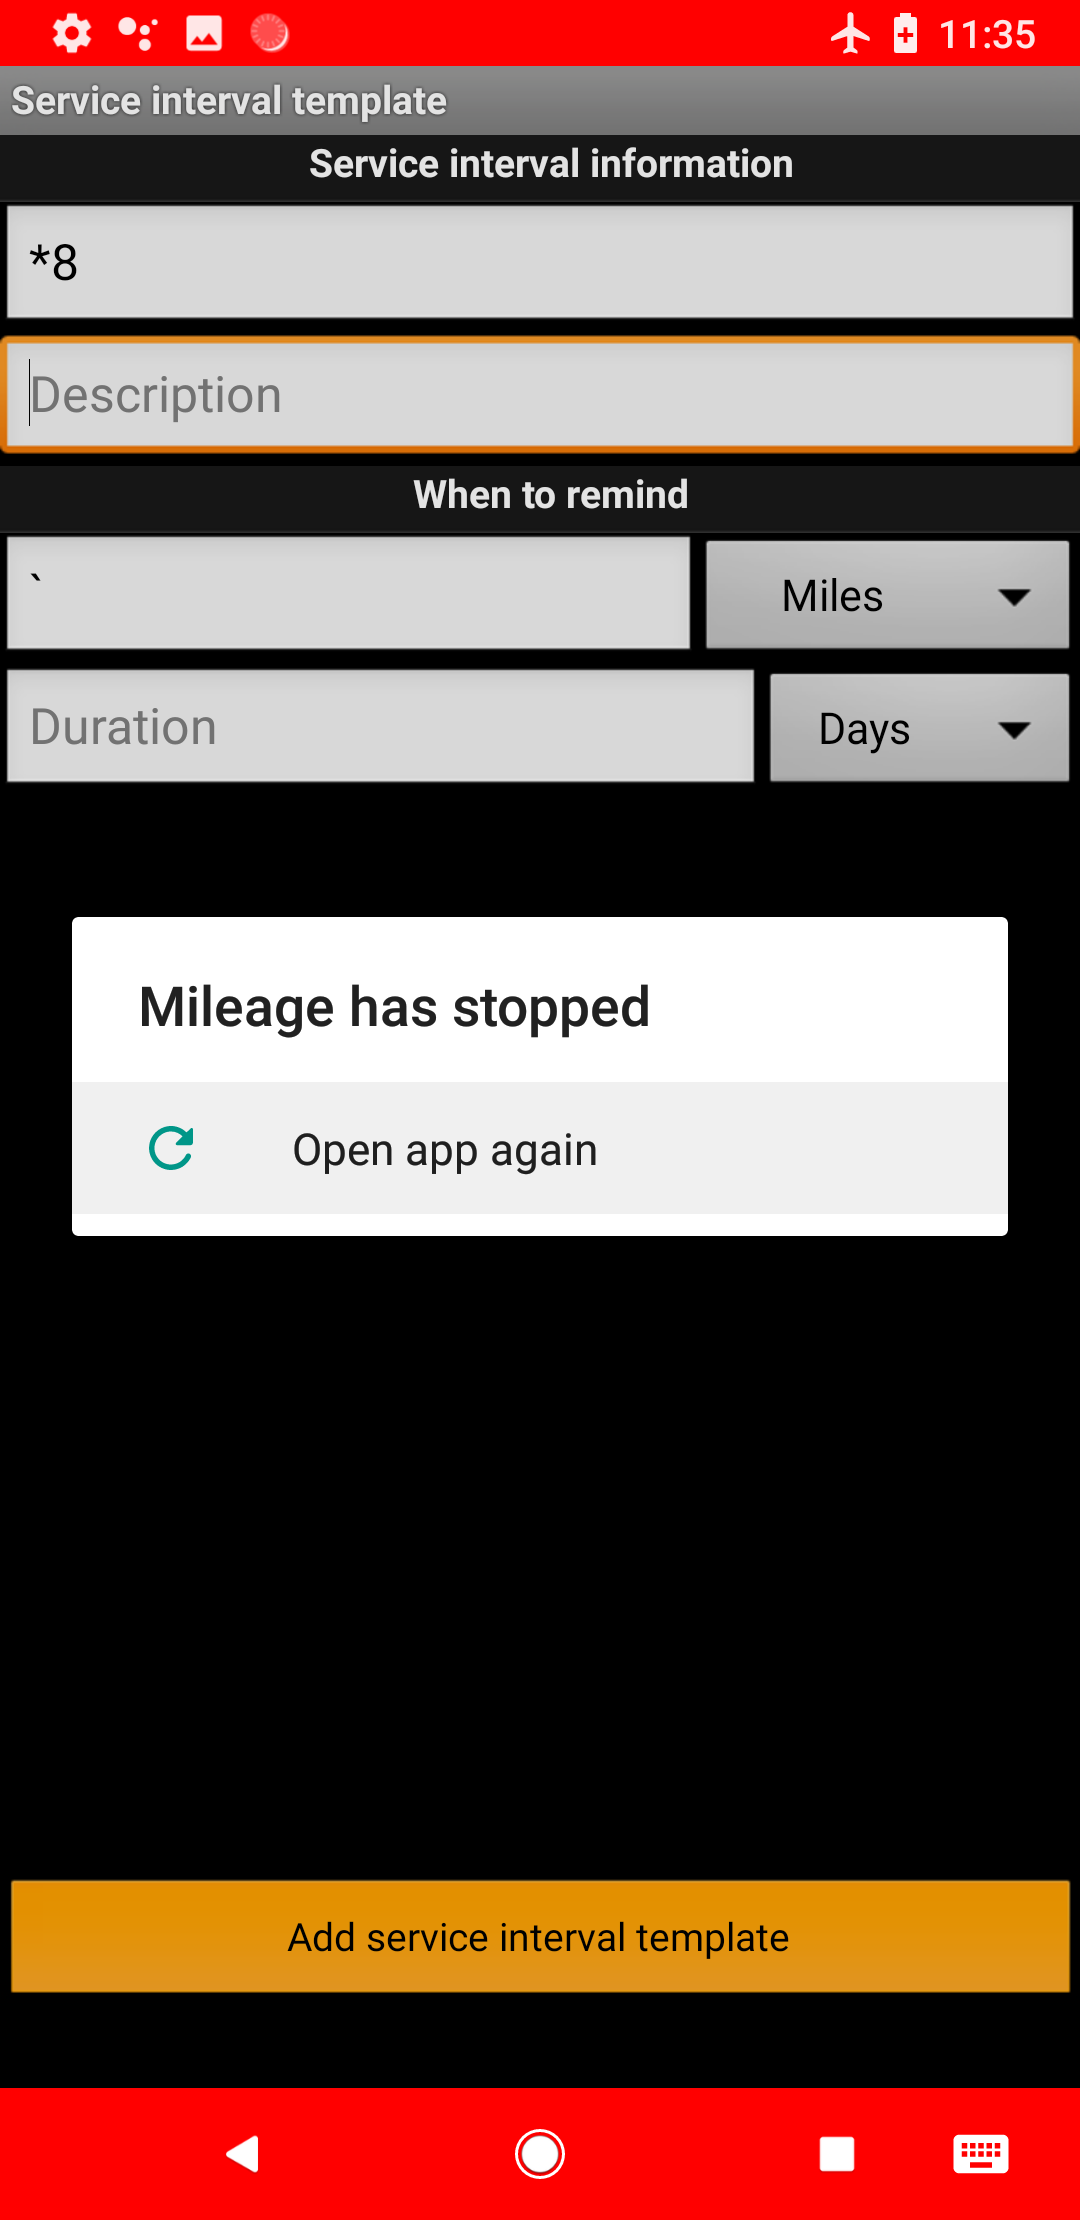 11:35
Service interval template
Service interval information
*8
Description
When to remind
` Miles
Duration Days
Mileage has stopped
Open app again
Add service interval template